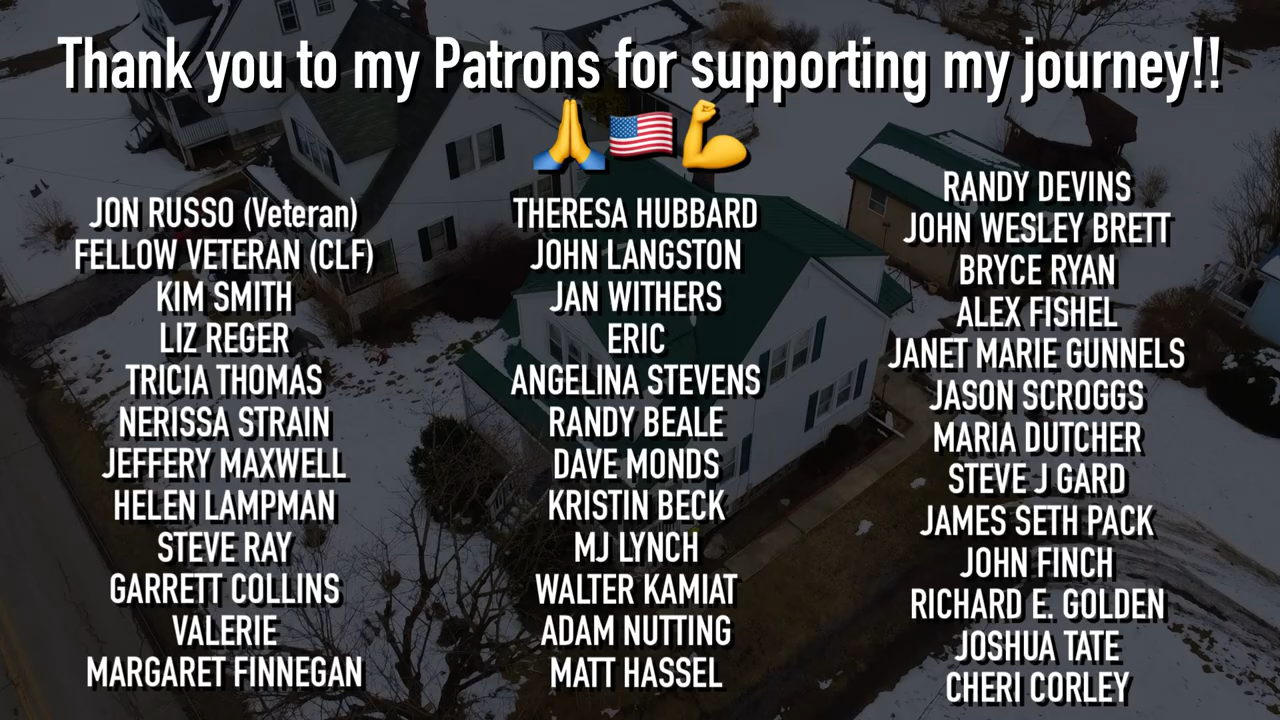 Thank you to my Patrons for supporting my journey!!
🙏🇺🇸💪
JON RUSSO (Veteran)
FELLOW VETERAN (CLF)
KIM SMITH
LIZ REGER
TRICIA THOMAS
NERISSA STRAIN
JEFFERY MAXWELL
HELEN LAMPMAN
STEVE RAY
GARRETT COLLINS
VALERIE
MARGARET FINNEGAN
THERESA HUBBARD
JOHN LANGSTON
JAN WITHERS
ERIC
ANGELINA STEVENS
RANDY BEALE
DAVE MONDS
KRISTIN BECK
MJ LYNCH
WALTER KAMIAT
ADAM NUTTING
MATT HASSEL
RANDY DEVINS
JOHN WESLEY BRETT
BRYCE RYAN
ALEX FISHEL
JANET MARIE GUNNELS
JASON SCROGGS
MARIA DUTCHER
STEVE J GARD
JAMES SETH PACK
JOHN FINCH
RICHARD E. GOLDEN
JOSHUA TATE
CHERI CORLEY